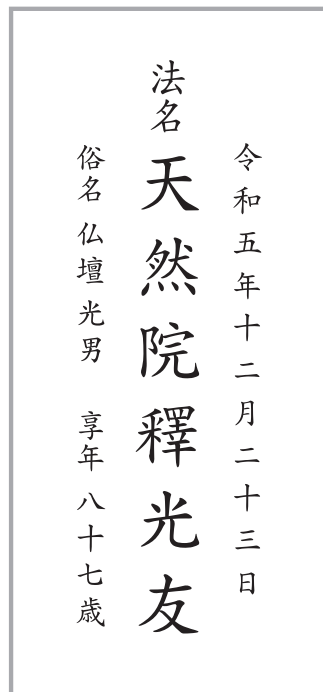 令和五年十二月二十三日
法名 天然院釋光友
俗名 仏壇 光男 享年 八十七歳